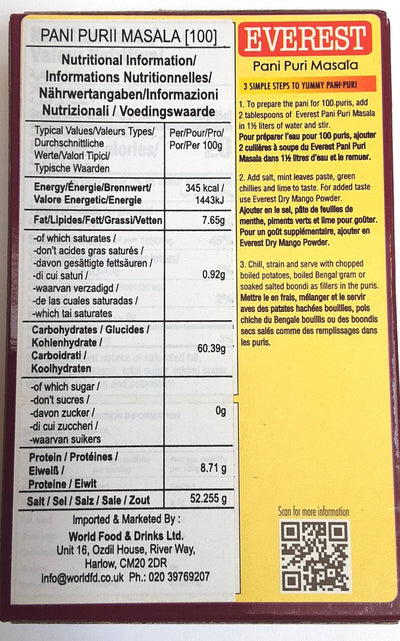 PANI PURII MASALA [100]
Nutritional Information/
Informations Nutritionnelles/
Nährwertangaben/Informazioni
Nutrizionali / Voedingswaarde
Typical Values/Valeurs Types/
Durchschnittliche
Werte/Valori Tipici/
Typische Waarden
Per/Pour/Pro/
Por/Per 100g
Energy/Énergie/Brennwert/
Valore Energetic/Energie
345 kcal /
1443kJ
Fat/Lipides/Fett/Grassi/Vetten
7.65g
-of which saturates /
-don't acides gras saturés /
-davon gesättigte fettsäuren /
-di cui saturi /
-waarvan verzadigd /
-de las cuales saturadas /
-which tai saturates
0.92g
Carbohydrates / Glucides /
Kohlenhydrate /
Carboidrati /
Koolhydraten
60.39g
-of which sugar /
-don't sucres /
-davon zucker /
-di cui zuccheri /
-waarvan suikers
0g
Protein / Protéines /
Eiweiß /
Proteine / Eiwit
8.71 g
Salt / Sel / Salz / Sale / Zout
52.255 g
Imported & Marketed By :
World Food & Drinks Ltd.
Unit 16, Ozdil House, River Way,
Harlow, CM20 2DR
info@worldfd.co.uk Ph.: 020 39769207
EVEREST
Pani Puri Masala
3 SIMPLE STEPS TO YUMMY PANI PURI
1. To prepare the pani for 100.puris, add
2 tablespoons of Everest Pani Puri Masala
in 1½ liters of water and stir.
Pour préparer l'eau pour 100 puris, ajouter
2 cuillères à soupe du Everest Pani Puri
Masala dans 1½ litres d'eau et le remuer.
2. Add salt, mint leaves paste, green
chillies and lime to taste. For added taste
use Everest Dry Mango Powder.
Ajouter en le sel, pâte de feuilles de
menthe, piments verts et lime pour goûter.
Pour un goût supplémentaire, ajouter en
Everest Dry Mango Powder.
3. Chill, strain and serve with chopped
boiled potatoes, boiled Bengal gram or
soaked salted boondi as fillers in the puris.
Mettre le en frais, mélanger et le servir
aves des patates hachées bouillies, pois
chiche du Bengale bouillis ou des boondis
secs salés comme des remplissages dans
les puris.
Scan for more information